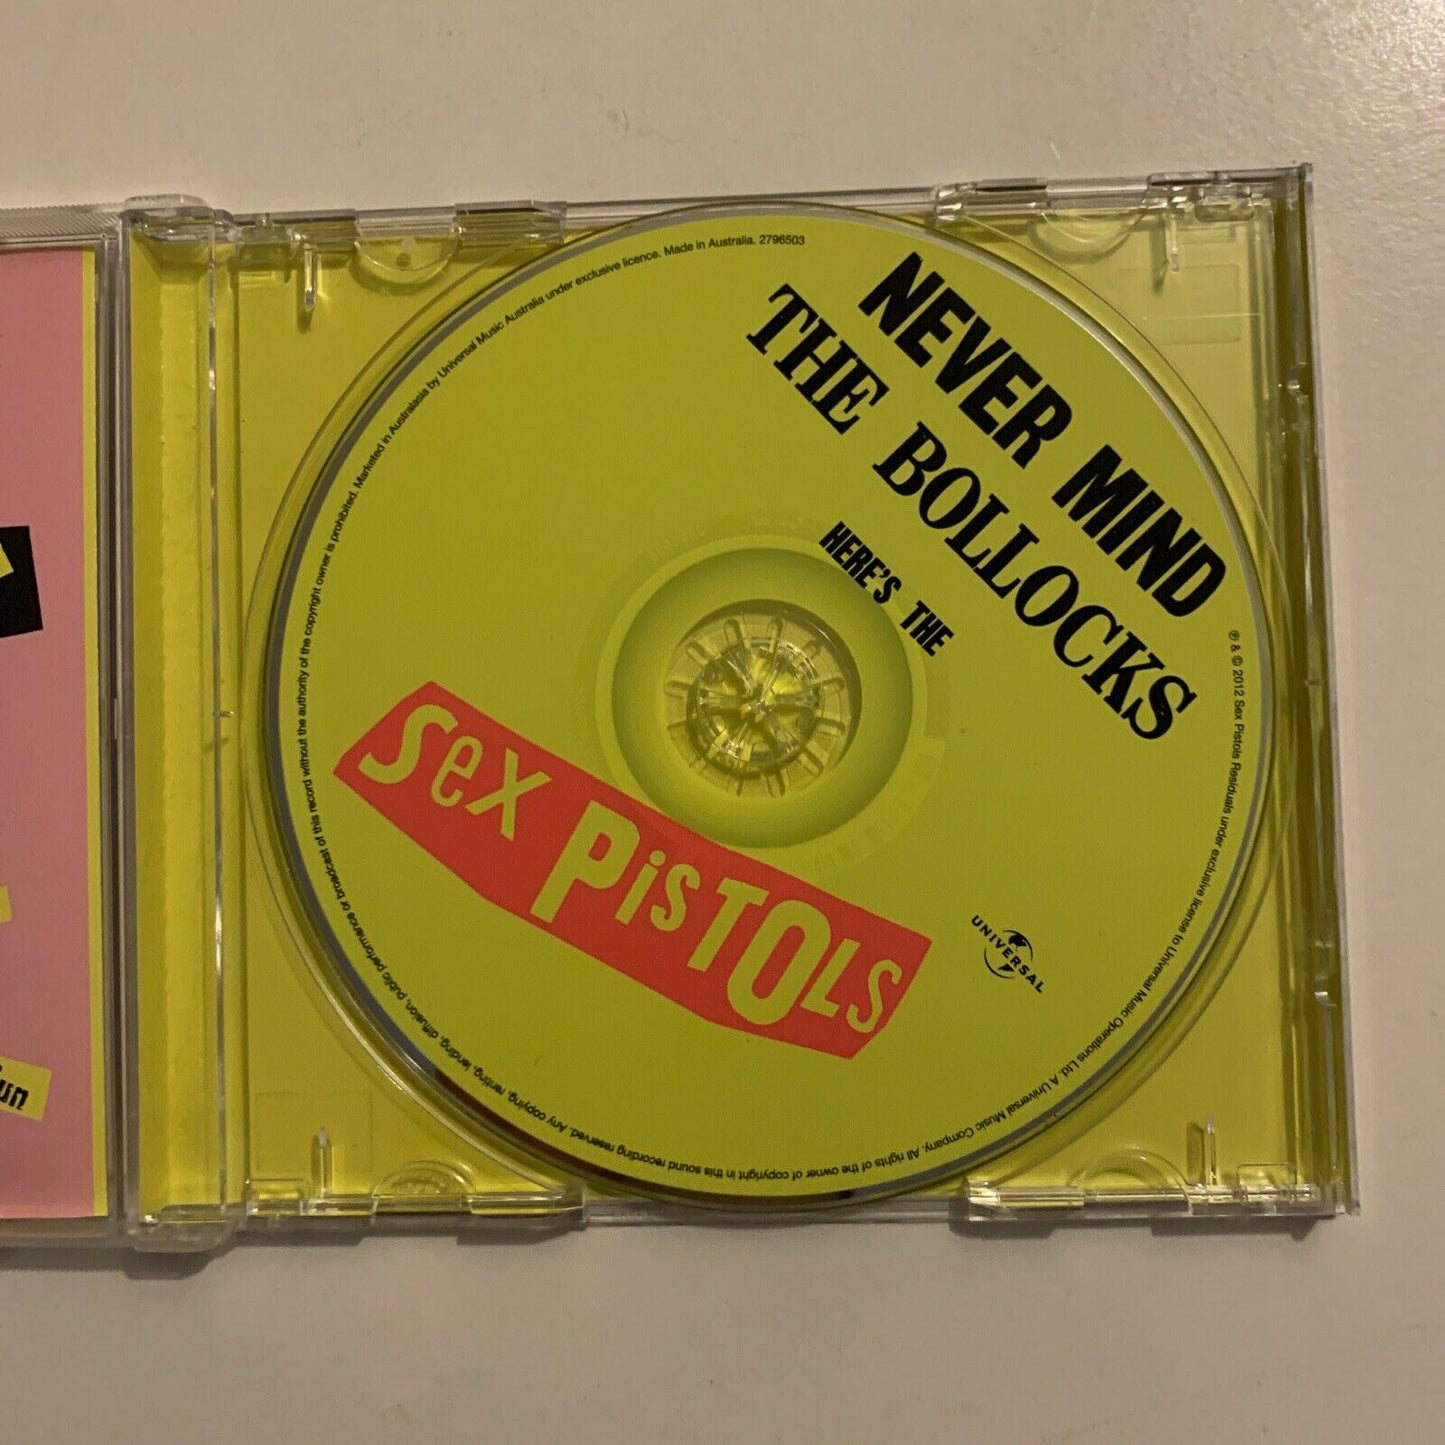 NEVER MIND
THE BOLLOCKS
HERE'S THE
Sex PisTOLS
UNIVERSAL
℗ & © 2012 Sex Pistols Residuals under exclusive license to Universal Music Operations Ltd. A Universal Music Company. All rights of the owner of copyright in this sound recording reserved. Any copying, renting, lending, diffusion, public performance or broadcast of this record without the authority of the copyright owner is prohibited. Marketed in Australasia by Universal Music Australia under exclusive licence. Made in Australia. 2796503